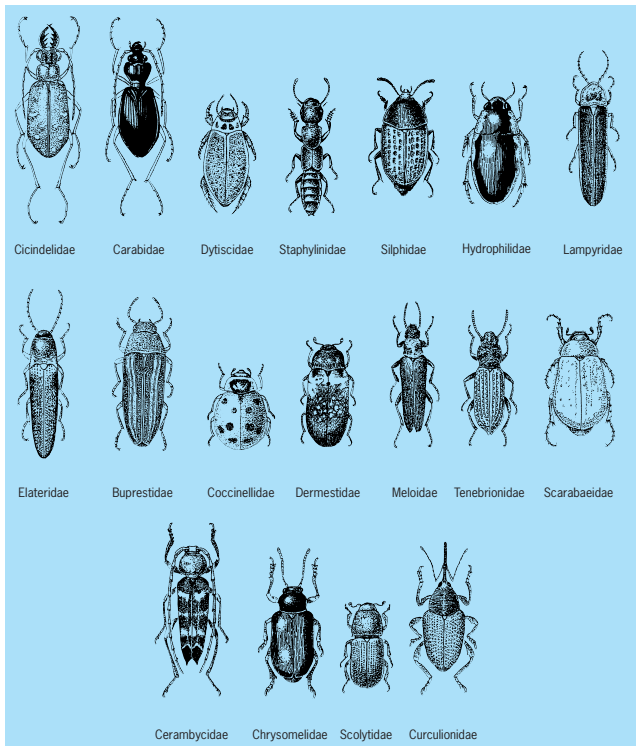 Cicindelidae Carabidae Dytiscidae Staphylinidae Silphidae Hydrophilidae Lampyridae
Elateridae Buprestidae Coccinellidae Dermestidae Meloidae Tenebrionidae Scarabaeidae
Cerambycidae Chrysomelidae Scolytidae Curculionidae